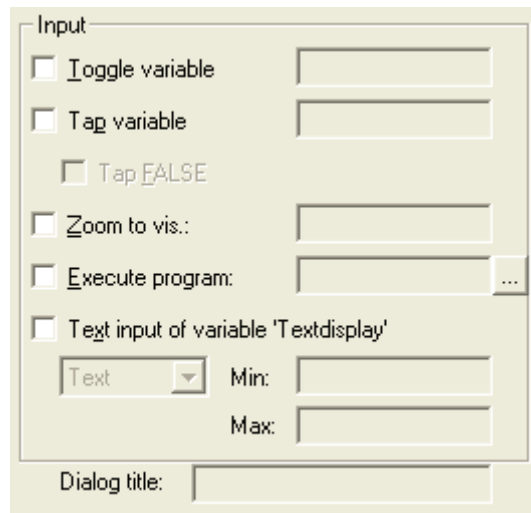 Input
Toggle variable
Tap variable
Tap FALSE
Zoom to vis.:
Execute program: ...
Text input of variable 'Textdisplay'
Text Min:
Max:
Dialog title: